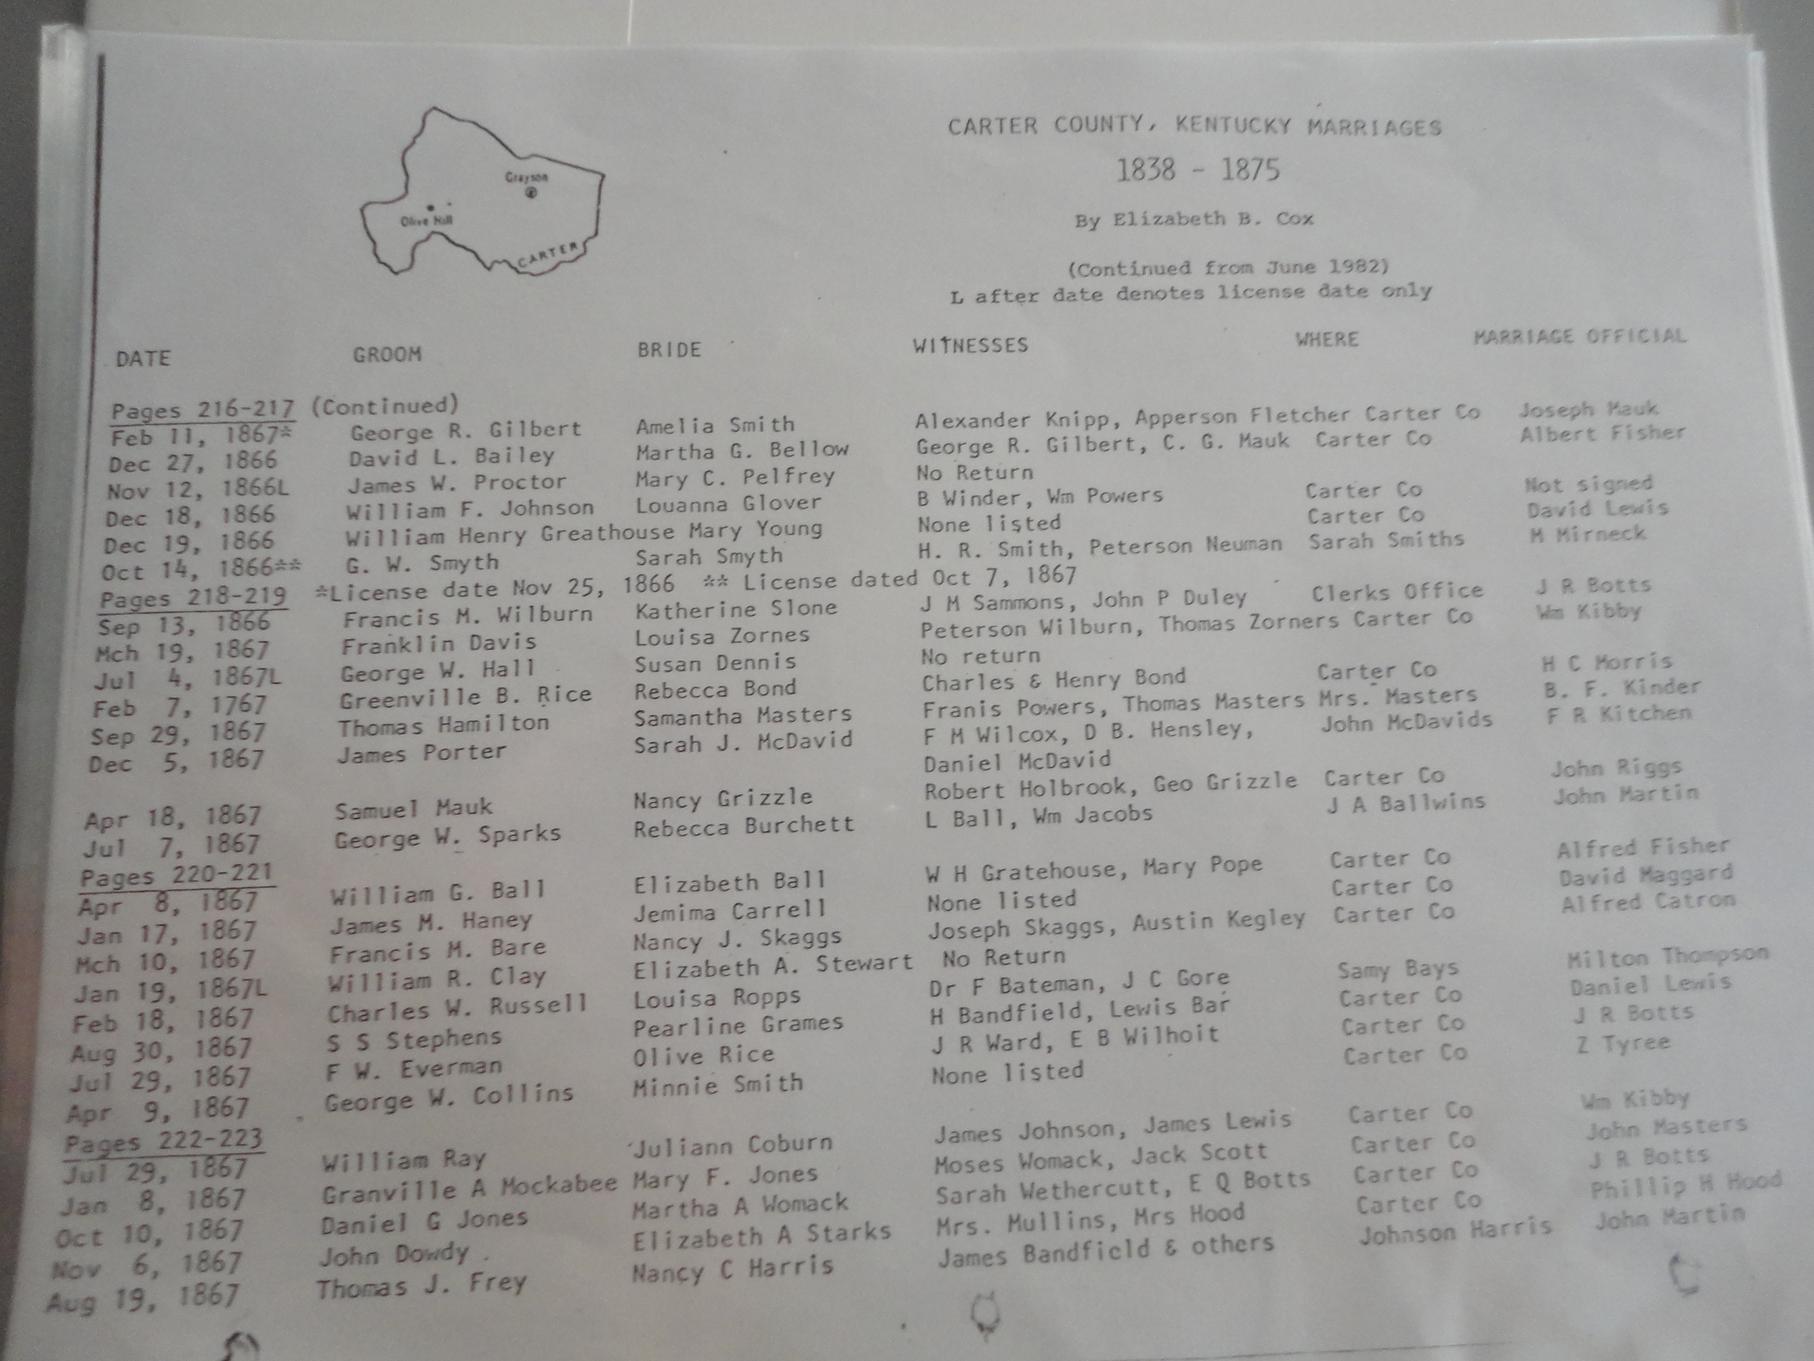 CARTER COUNTY, KENTUCKY MARRIAGES
1838 - 1875
By Elizabeth B. Cox
(Continued from June 1982)
L after date denotes license date only
Grayson
Olive Hill
CARTER
DATE GROOM BRIDE WITNESSES WHERE MARRIAGE OFFICIAL
Pages 216-217 (Continued)
Feb 11, 1867* George R. Gilbert Amelia Smith Alexander Knipp, Apperson Fletcher Carter Co Joseph Mauk
Dec 27, 1866 David L. Bailey Martha G. Bellow George R. Gilbert, C. G. Mauk Carter Co Albert Fisher
Nov 12, 1866L James W. Proctor Mary C. Pelfrey No Return
Dec 18, 1866 William F. Johnson Louanna Glover B Winder, Wm Powers Carter Co Not signed
Dec 19, 1866 William Henry Greathouse Mary Young None listed Carter Co David Lewis
Oct 14, 1866** G. W. Smyth Sarah Smyth H. R. Smith, Peterson Neuman Sarah Smiths M Mirneck
Pages 218-219 *License date Nov 25, 1866 ** License dated Oct 7, 1867
Sep 13, 1866 Francis M. Wilburn Katherine Slone J M Sammons, John P Duley Clerks Office J R Botts
Mch 19, 1867 Franklin Davis Louisa Zornes Peterson Wilburn, Thomas Zorners Carter Co Wm Kibby
Jul 4, 1867L George W. Hall Susan Dennis No return
Feb 7, 1767 Greenville B. Rice Rebecca Bond Charles & Henry Bond Carter Co H C Morris
Sep 29, 1867 Thomas Hamilton Samantha Masters Franis Powers, Thomas Masters Mrs. Masters B. F. Kinder
Dec 5, 1867 James Porter Sarah J. McDavid F M Wilcox, D B. Hensley, John McDavids F R Kitchen
Daniel McDavid
Apr 18, 1867 Samuel Mauk Nancy Grizzle Robert Holbrook, Geo Grizzle Carter Co John Riggs
Jul 7, 1867 George W. Sparks Rebecca Burchett L Ball, Wm Jacobs J A Ballwins John Martin
Pages 220-221
Apr 8, 1867 William G. Ball Elizabeth Ball W H Gratehouse, Mary Pope Carter Co Alfred Fisher
Jan 17, 1867 James M. Haney Jemima Carrell None listed Carter Co David Maggard
Mch 10, 1867 Francis M. Bare Nancy J. Skaggs Joseph Skaggs, Austin Kegley Carter Co Alfred Catron
Jan 19, 1867L William R. Clay Elizabeth A. Stewart No Return
Feb 18, 1867 Charles W. Russell Louisa Ropps Dr F Bateman, J C Gore Samy Bays Milton Thompson
Aug 30, 1867 S S Stephens Pearline Grames H Bandfield, Lewis Bar Carter Co Daniel Lewis
Jul 29, 1867 F W. Everman Olive Rice J R Ward, E B Wilhoit Carter Co J R Botts
Apr 9, 1867 George W. Collins Minnie Smith None listed Carter Co Z Tyree
Pages 222-223
Jul 29, 1867 William Ray Juliann Coburn James Johnson, James Lewis Carter Co Wm Kibby
Jan 8, 1867 Granville A Mockabee Mary F. Jones Moses Womack, Jack Scott Carter Co John Masters
Oct 10, 1867 Daniel G Jones Martha A Womack Sarah Wethercutt, E Q Botts Carter Co J R Botts
Nov 6, 1867 John Dowdy Elizabeth A Starks Mrs. Mullins, Mrs Hood Carter Co Phillip H Hood
Aug 19, 1867 Thomas J. Frey Nancy C Harris James Bandfield & others Johnson Harris John Martin